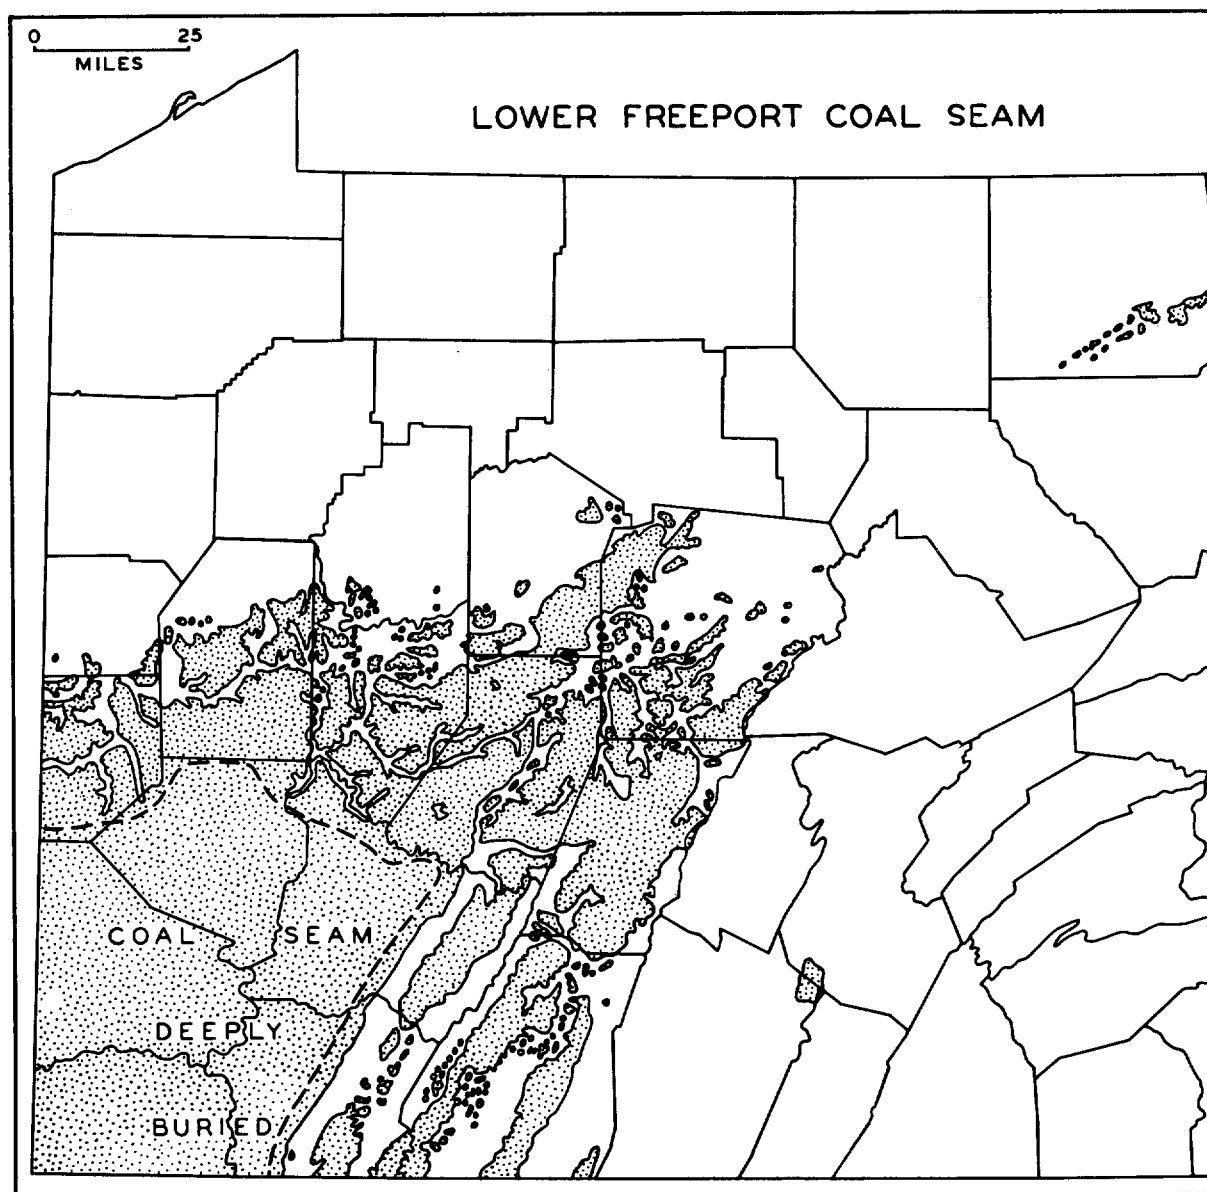 0 25
MILES
LOWER FREEPORT COAL SEAM
COAL SEAM
DEEPLY
BURIED